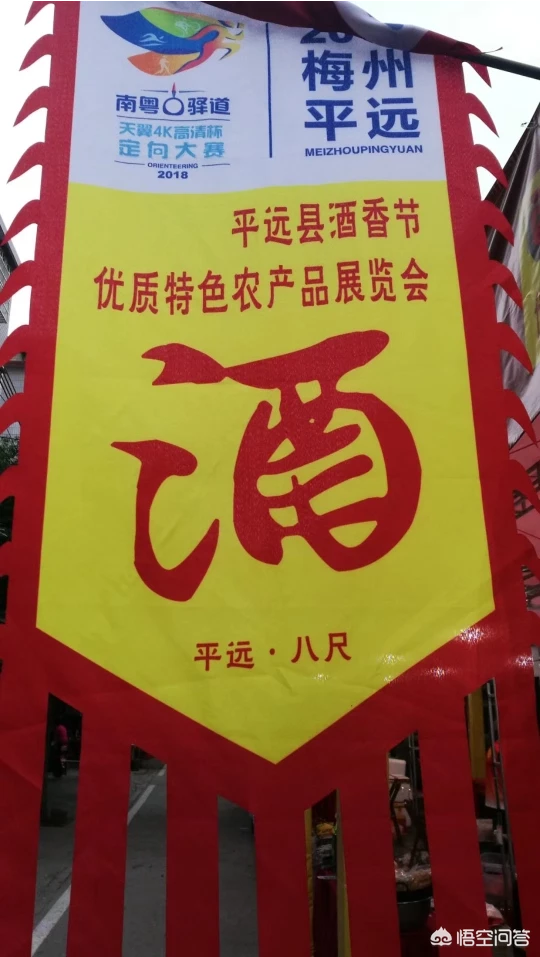 南粤古驿道
天翼4K高清杯
定向大赛
ORIENTEERING
2018
梅州
平远
MEIZHOUPINGYUAN
平远县酒香节
优质特色农产品展览会
酒
平远·八尺
悟空问答